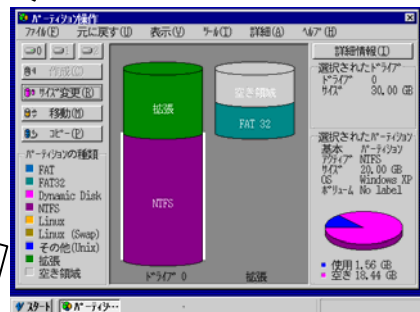 パーティション操作
ファイル(F) 元に戻す(U) 表示(V) ツール(T) 詳細(A) ヘルプ(H)
作成(C)
サイズ変更(R)
移動(M)
コピー(P)
パーティションの種類
FAT
FAT32
Dynamic Disk
NTFS
Linux
Linux (Swap)
その他(Unix)
拡張
空き領域
拡張
NTFS
ドライブ 0
空き領域
FAT 32
拡張
詳細情報(I)
選択されたドライブ
ドライブ 0
サイズ 30.00 GB
選択されたパーティション
基本 パーティション
アクティブ NTFS
サイズ 20.00 GB
OS Windows XP
ボリューム No label
使用 1.56 GB
空き 18.44 GB
スタート パーティシ…